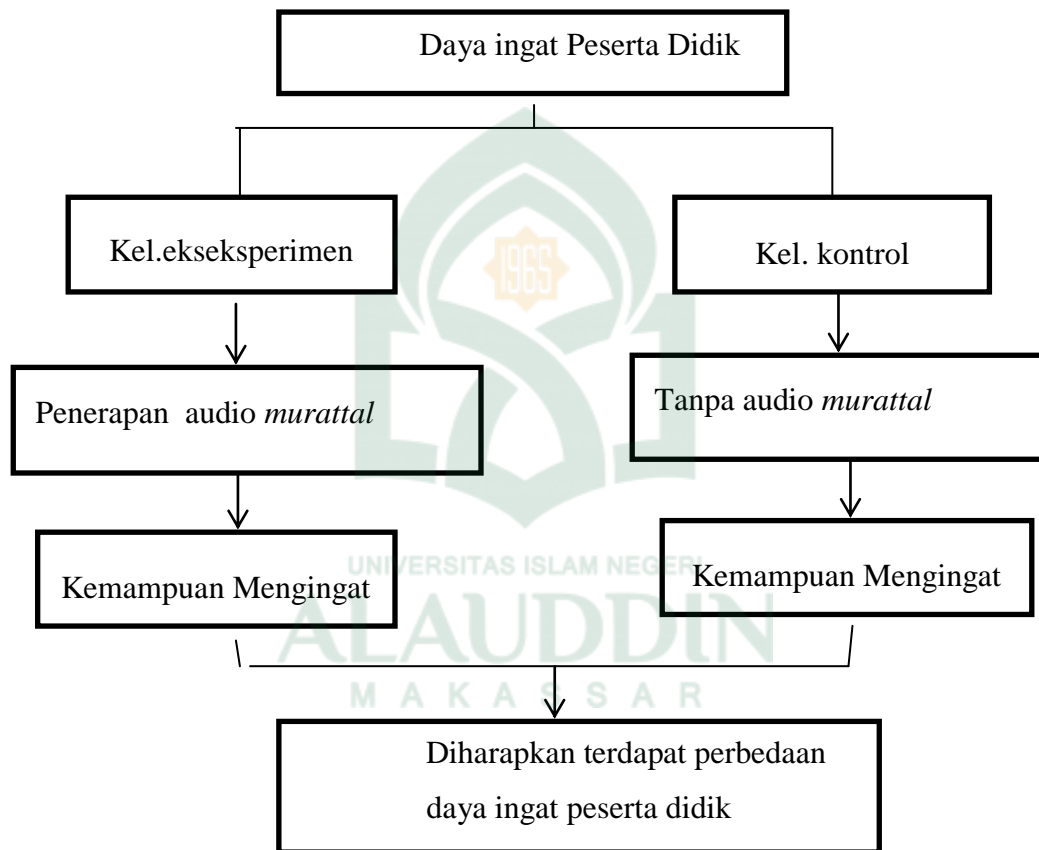 Daya ingat Peserta Didik
Kel.ekseksperimen
Kel. kontrol
1965
Penerapan audio murattal
Tanpa audio murattal
Kemampuan Mengingat
Kemampuan Mengingat
UNIVERSITAS ISLAM NEGERI
ALAUDDIN
MAKASSAR
Diharapkan terdapat perbedaan
daya ingat peserta didik